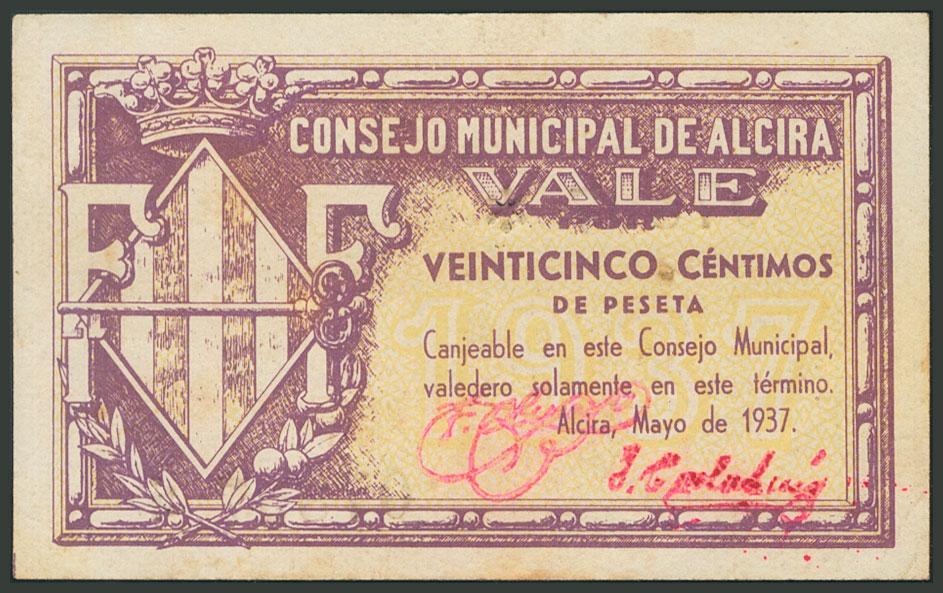 CONSEJO MUNICIPAL DE ALCIRA
VALE
VEINTICINCO CÉNTIMOS
DE PESETA
1937
Canjeable en este Consejo Municipal,
valedero solamente en este término.
Alcira, Mayo de 1937.